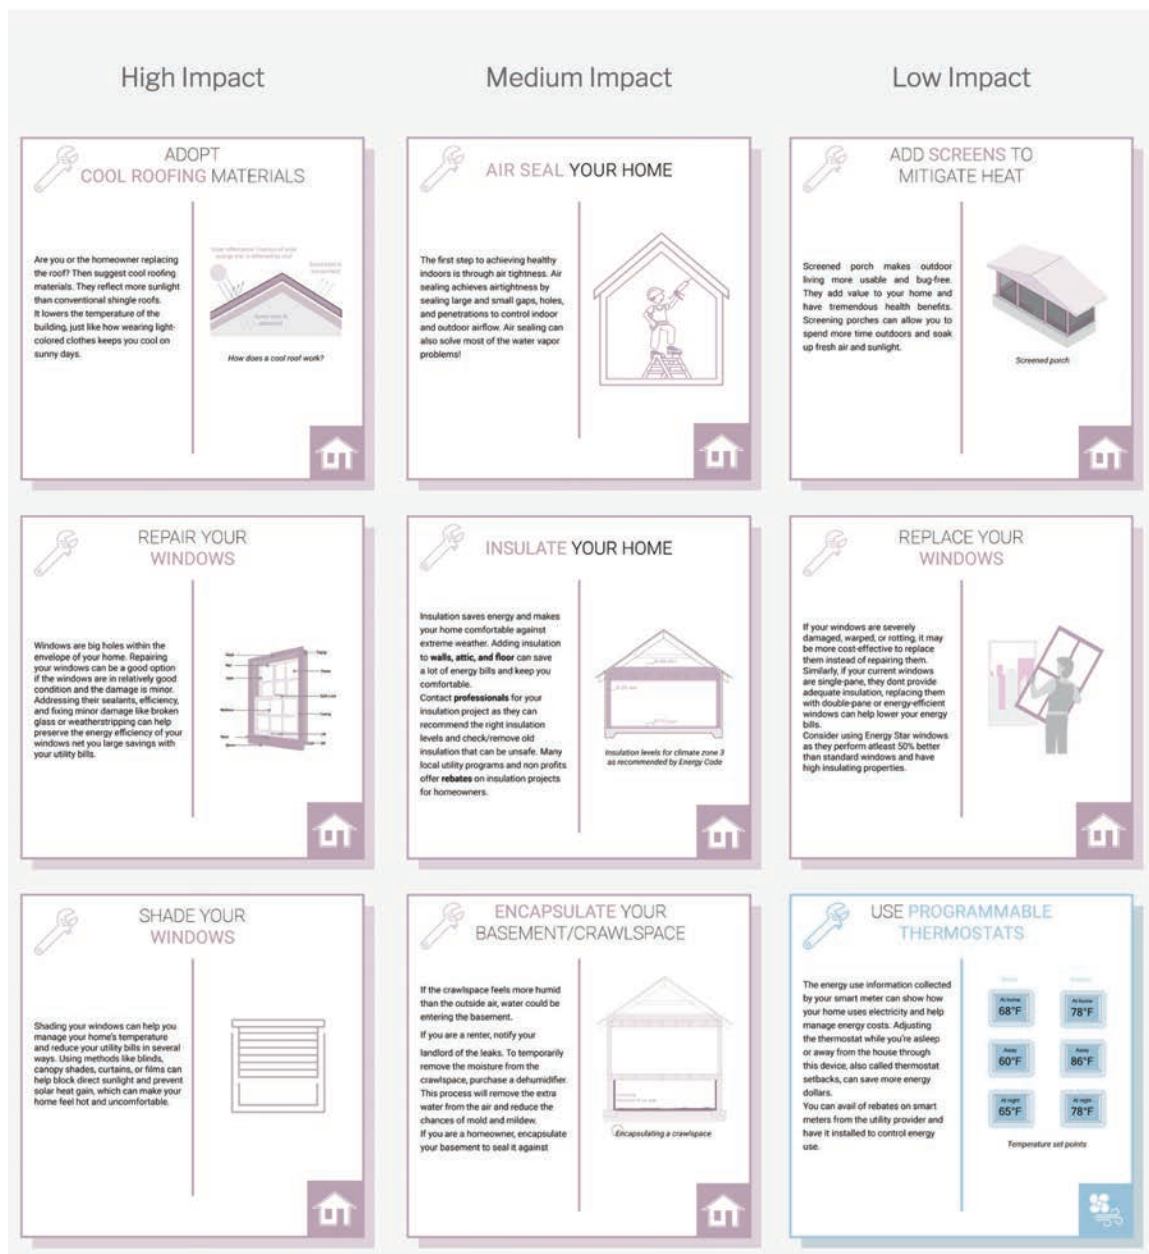 High Impact
Medium Impact
Low Impact
ADOPT
COOL ROOFING MATERIALS
Are you or the homeowner replacing
the roof? Then suggest cool roofing
materials. They reflect more sunlight
than conventional shingle roofs.
It lowers the temperature of the
building, just like how wearing light-
colored clothes keeps you cool on
sunny days.
How does a cool roof work?
AIR SEAL YOUR HOME
The first step to achieving healthy
indoors is through air tightness. Air
sealing achieves airtightness by
sealing large and small gaps, holes,
and penetrations to control indoor
and outdoor airflow. Air sealing can
also solve most of the water vapor
problems!
ADD SCREENS TO
MITIGATE HEAT
Screened porch makes outdoor
living more usable and bug-free.
They add value to your home and
have tremendous health benefits.
Screening porches can allow you to
spend more time outdoors and soak
up fresh air and sunlight.
Screened porch
REPAIR YOUR
WINDOWS
Windows are big holes within the
envelope of your home. Repairing
your windows can be a good option
if the windows are in relatively good
condition and the damage is minor.
Addressing their sealants, efficiency,
and fixing minor damage like broken
glass or weatherstripping can help
preserve the energy efficiency of your
windows net you large savings with
your utility bills.
INSULATE YOUR HOME
Insulation saves energy and makes
your home comfortable against
extreme weather. Adding insulation
to walls, attic, and floor can save
a lot of energy bills and keep you
comfortable.
Contact professionals for your
insulation project as they can
recommend the right insulation
levels and check/remove old
insulation that can be unsafe. Many
local utility programs and non profits
offer rebates on insulation projects
for homeowners.
Insulation levels for climate zone 3
as recommended by Energy Code
REPLACE YOUR
WINDOWS
If your windows are severely
damaged, warped, or rotting, it may
be more cost-effective to replace
them instead of repairing them.
Similarly, if your current windows
are single-pane, they dont provide
adequate insulation, replacing them
with double-pane or energy-efficient
windows can help lower your energy
bills.
Consider using Energy Star windows
as they perform atleast 50% better
than standard windows and have
high insulating properties.
SHADE YOUR
WINDOWS
Shading your windows can help you
manage your home's temperature
and reduce your utility bills in several
ways. Using methods like blinds,
canopy shades, curtains, or films can
help block direct sunlight and prevent
solar heat gain, which can make your
home feel hot and uncomfortable.
ENCAPSULATE YOUR
BASEMENT/CRAWLSPACE
If the crawlspace feels more humid
than the outside air, water could be
entering the basement.
If you are a renter, notify your
landlord of the leaks. To temporarily
remove the moisture from the
crawlspace, purchase a dehumidifier.
This process will remove the extra
water from the air and reduce the
chances of mold and mildew.
If you are a homeowner, encapsulate
your basement to seal it against
Encapsulating a crawlspace
USE PROGRAMMABLE
THERMOSTATS
The energy use information collected
by your smart meter can show how
your home uses electricity and help
manage energy costs. Adjusting
the thermostat while you're asleep
or away from the house through
this device, also called thermostat
setbacks, can save more energy
dollars.
You can avail of rebates on smart
meters from the utility provider and
have it installed to control energy
use.
At home
68°F
At home
78°F
Away
60°F
Away
86°F
At night
65°F
At night
78°F
Temperature set points